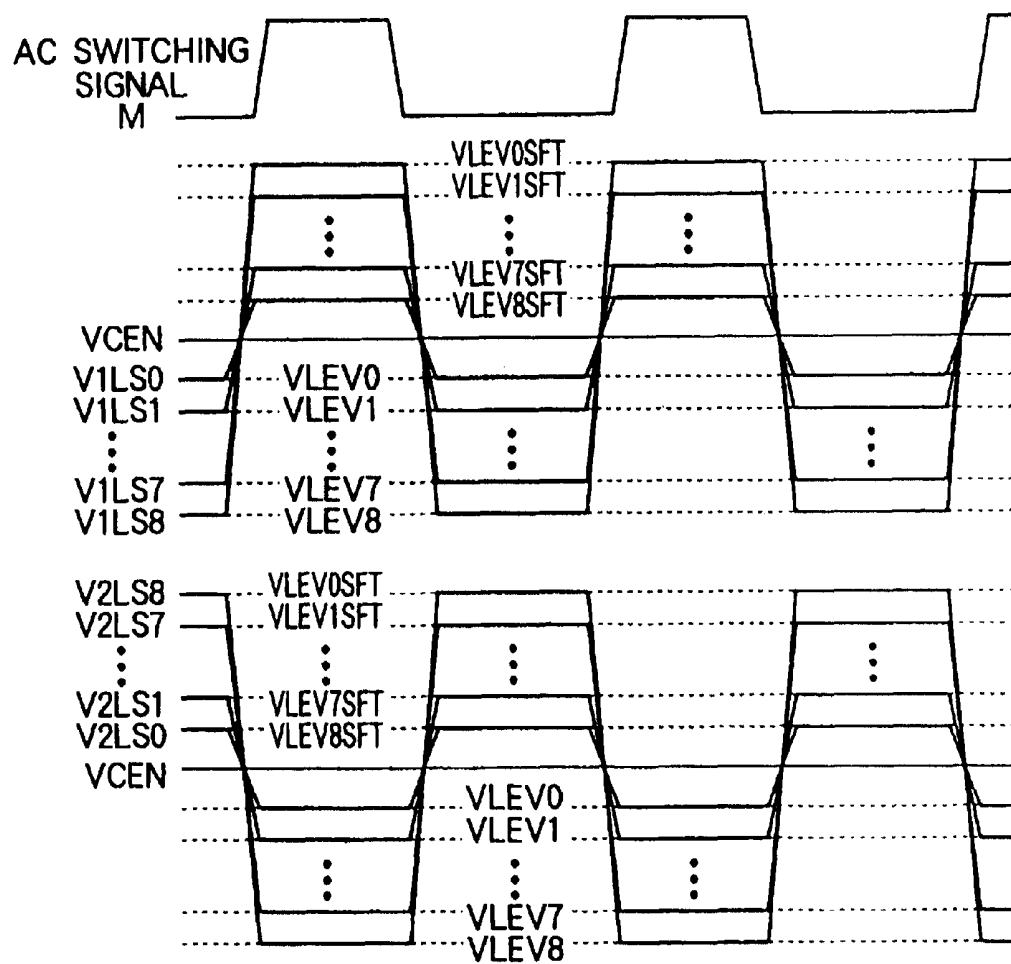 AC SWITCHING
SIGNAL
M
VLEV0SFT
VLEV1SFT
VLEV7SFT
VLEV8SFT
VCEN
V1LS0 VLEV0
V1LS1 VLEV1
V1LS7 VLEV7
V1LS8 VLEV8
V2LS8 VLEV0SFT
V2LS7 VLEV1SFT
V2LS1 VLEV7SFT
V2LS0 VLEV8SFT
VCEN
VLEV0
VLEV1
VLEV7
VLEV8